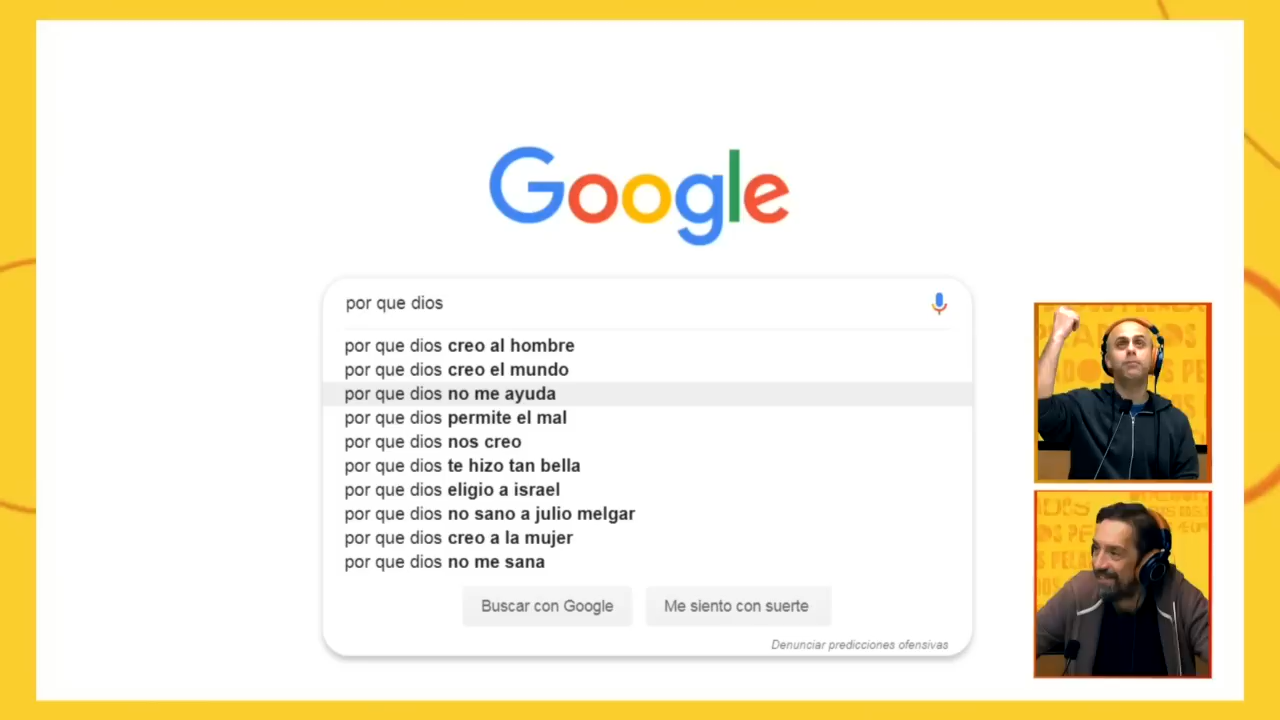 Google
por que dios
por que dios creo al hombre
por que dios creo el mundo
por que dios no me ayuda
por que dios permite el mal
por que dios nos creo
por que dios te hizo tan bella
por que dios eligio a israel
por que dios no sano a julio melgar
por que dios creo a la mujer
por que dios no me sana
Buscar con Google
Me siento con suerte
Denunciar predicciones ofensivas